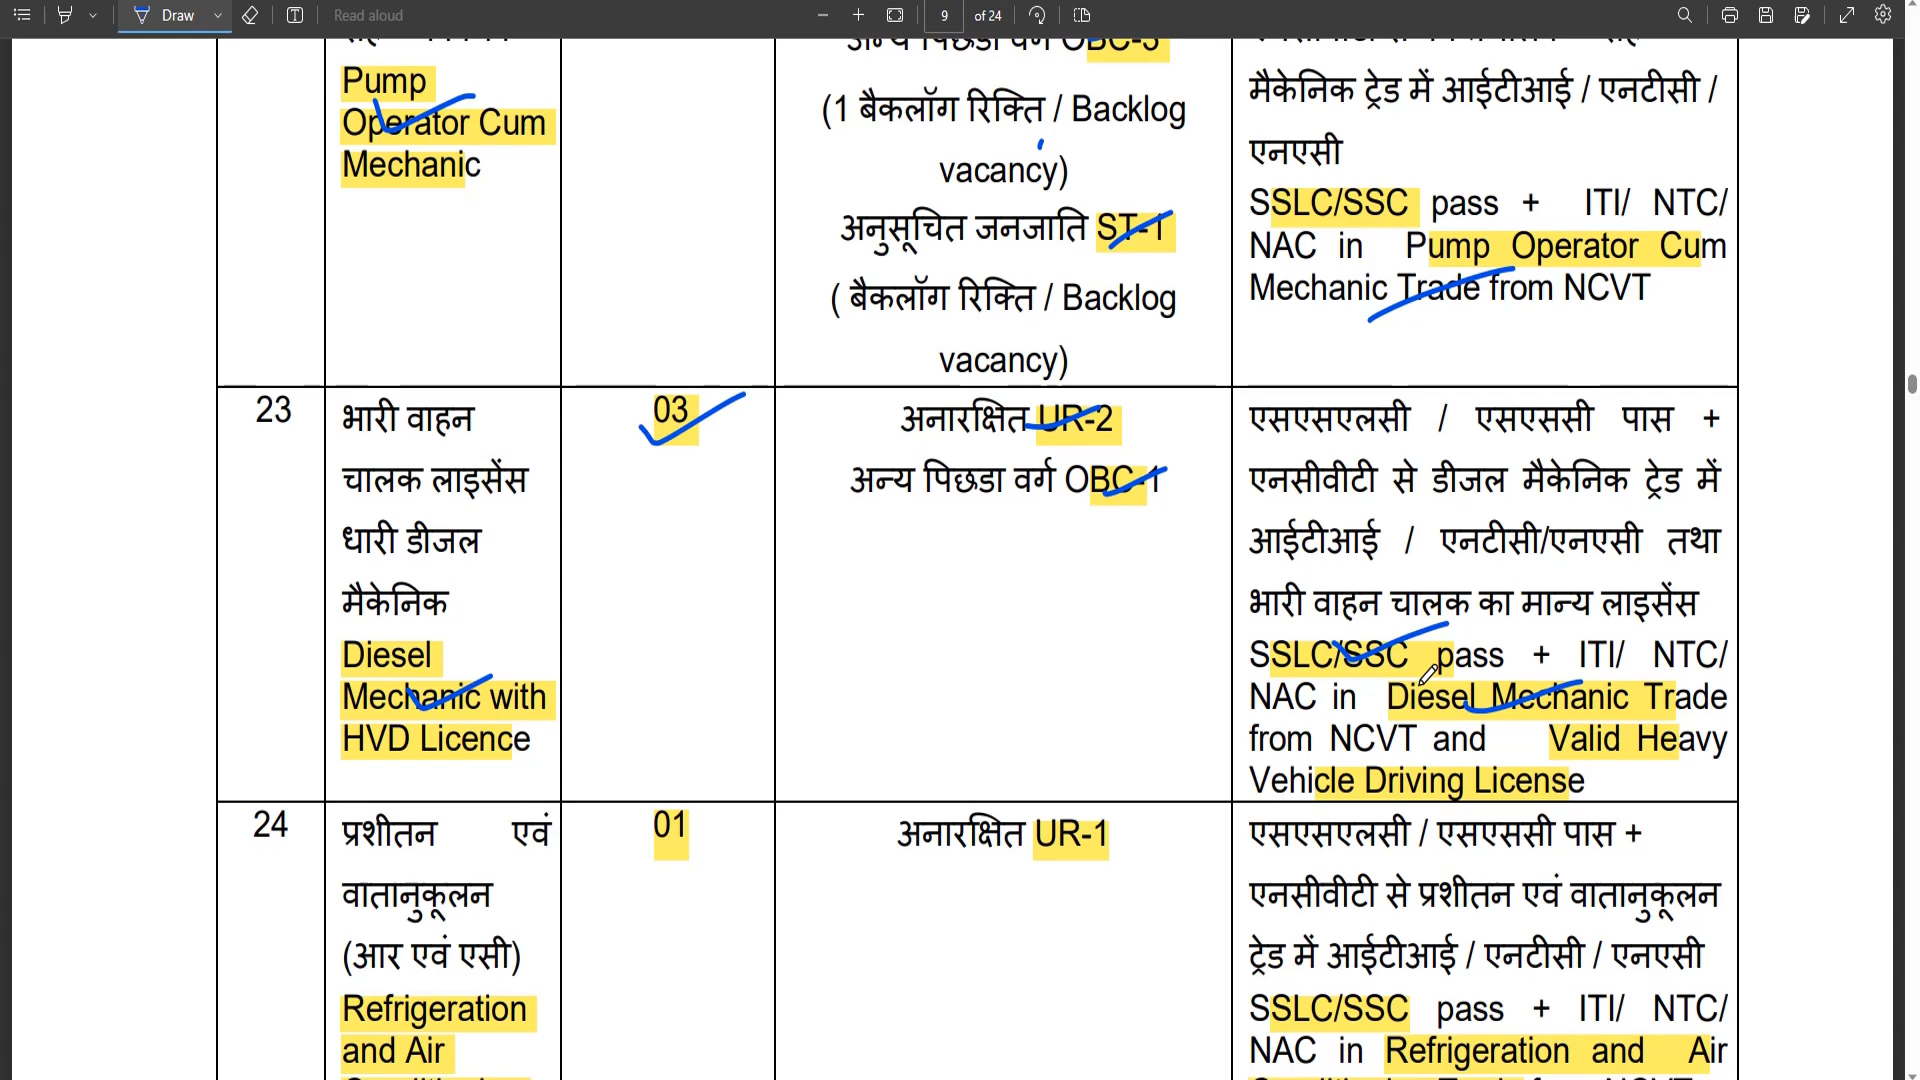 Draw
Read aloud
9 of 24
Pump
Operator Cum
Mechanic
अन्य पिछडा वर्ग OBC-3
(1 बैकलॉग रिक्ति / Backlog
vacancy)
अनुसूचित जनजाति ST-1
( बैकलॉग रिक्ति / Backlog
vacancy)
मैकेनिक ट्रेड में आईटीआई / एनटीसी /
एनएसी
SSLC/SSC pass + ITI/ NTC/
NAC in Pump Operator Cum
Mechanic Trade from NCVT
23
भारी वाहन
चालक लाइसेंस
धारी डीजल
मैकेनिक
Diesel
Mechanic with
HVD Licence
03
अनारक्षित UR-2
अन्य पिछडा वर्ग OBC-1
एसएसएलसी / एसएससी पास +
एनसीवीटी से डीजल मैकेनिक ट्रेड में
आईटीआई / एनटीसी/एनएसी तथा
भारी वाहन चालक का मान्य लाइसेंस
SSLC/SSC pass + ITI/ NTC/
NAC in Diesel Mechanic Trade
from NCVT and Valid Heavy
Vehicle Driving License
24
प्रशीतन एवं
वातानुकूलन
(आर एवं एसी)
Refrigeration
and Air
01
अनारक्षित UR-1
एसएसएलसी / एसएससी पास +
एनसीवीटी से प्रशीतन एवं वातानुकूलन
ट्रेड में आईटीआई / एनटीसी / एनएसी
SSLC/SSC pass + ITI/ NTC/
NAC in Refrigeration and Air